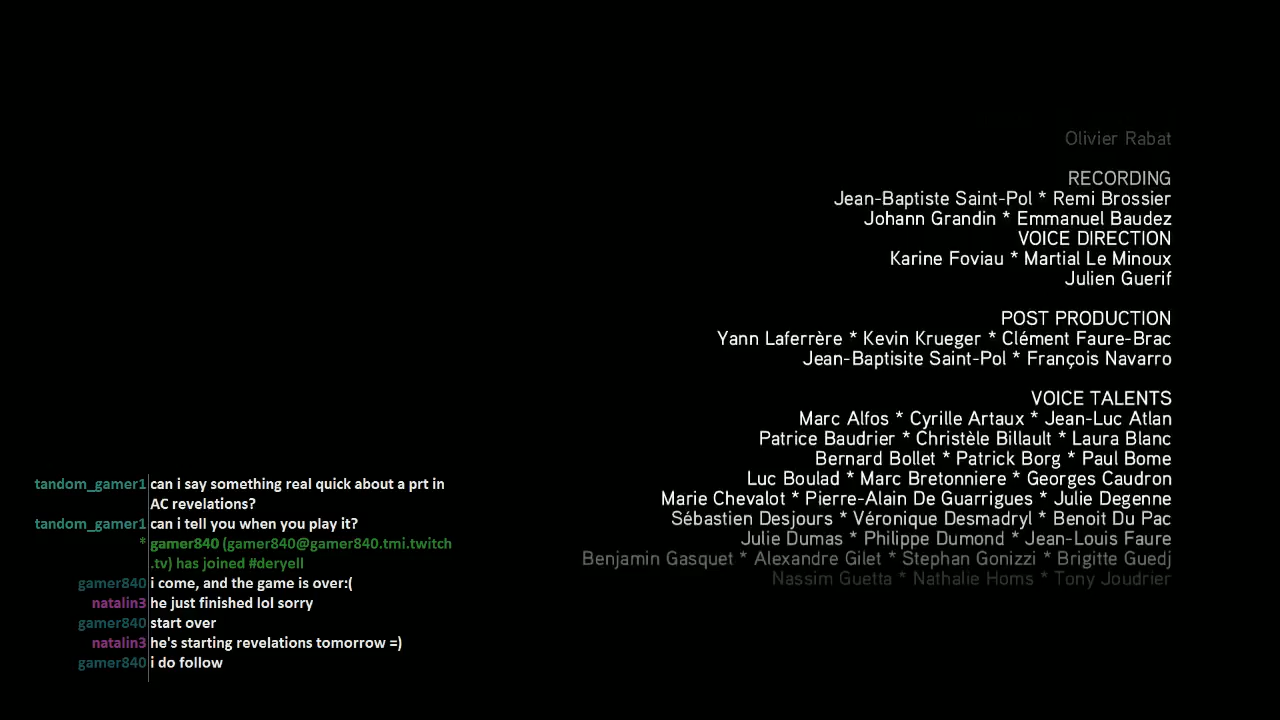 Olivier Rabat
RECORDING
Jean-Baptiste Saint-Pol * Remi Brossier
Johann Grandin * Emmanuel Baudez
VOICE DIRECTION
Karine Foviau * Martial Le Minoux
Julien Guerif
POST PRODUCTION
Yann Laferrère * Kevin Krueger * Clément Faure-Brac
Jean-Baptisite Saint-Pol * François Navarro
VOICE TALENTS
Marc Alfos * Cyrille Artaux * Jean-Luc Atlan
Patrice Baudrier * Christèle Billault * Laura Blanc
Bernard Bollet * Patrick Borg * Paul Bome
Luc Boulad * Marc Bretonniere * Georges Caudron
Marie Chevalot * Pierre-Alain De Guarrigues * Julie Degenne
Sébastien Desjours * Véronique Desmadryl * Benoit Du Pac
Julie Dumas * Philippe Dumond * Jean-Louis Faure
Benjamin Gasquet * Alexandre Gilet * Stephan Gonizzi * Brigitte Guedj
Nassim Guetta * Nathalie Homs * Tony Joudrier
tandom_gamer1 can i say something real quick about a prt in
AC revelations?
tandom_gamer1 can i tell you when you play it?
* gamer840 (gamer840@gamer840.tmi.twitch
.tv) has joined #deryell
gamer840 i come, and the game is over:(
natalin3 he just finished lol sorry
gamer840 start over
natalin3 he's starting revelations tomorrow =)
gamer840 i do follow